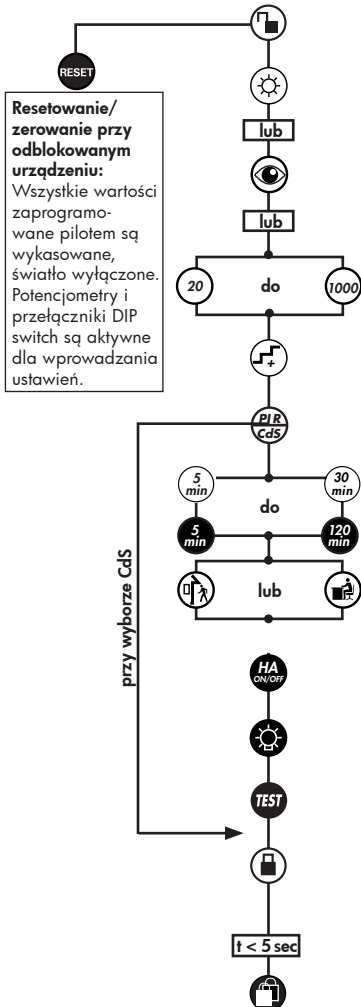 RESET
Resetowanie/
zerowanie przy
odblokowanym
urządzeniu:
Wszystkie wartości
zaprogramo-
wane pilotem są
wykasowane,
światło wyłączone.
Potencjometry i
przełączniki DIP
switch są aktywne
dla wprowadzania
ustawień.
lub
lub
20 do 1000
+
PIR
CdS
5 min
30 min
do
5 min
120 min
lub
przy wyborze CdS
HA
ON/OFF
TEST
t < 5 sec